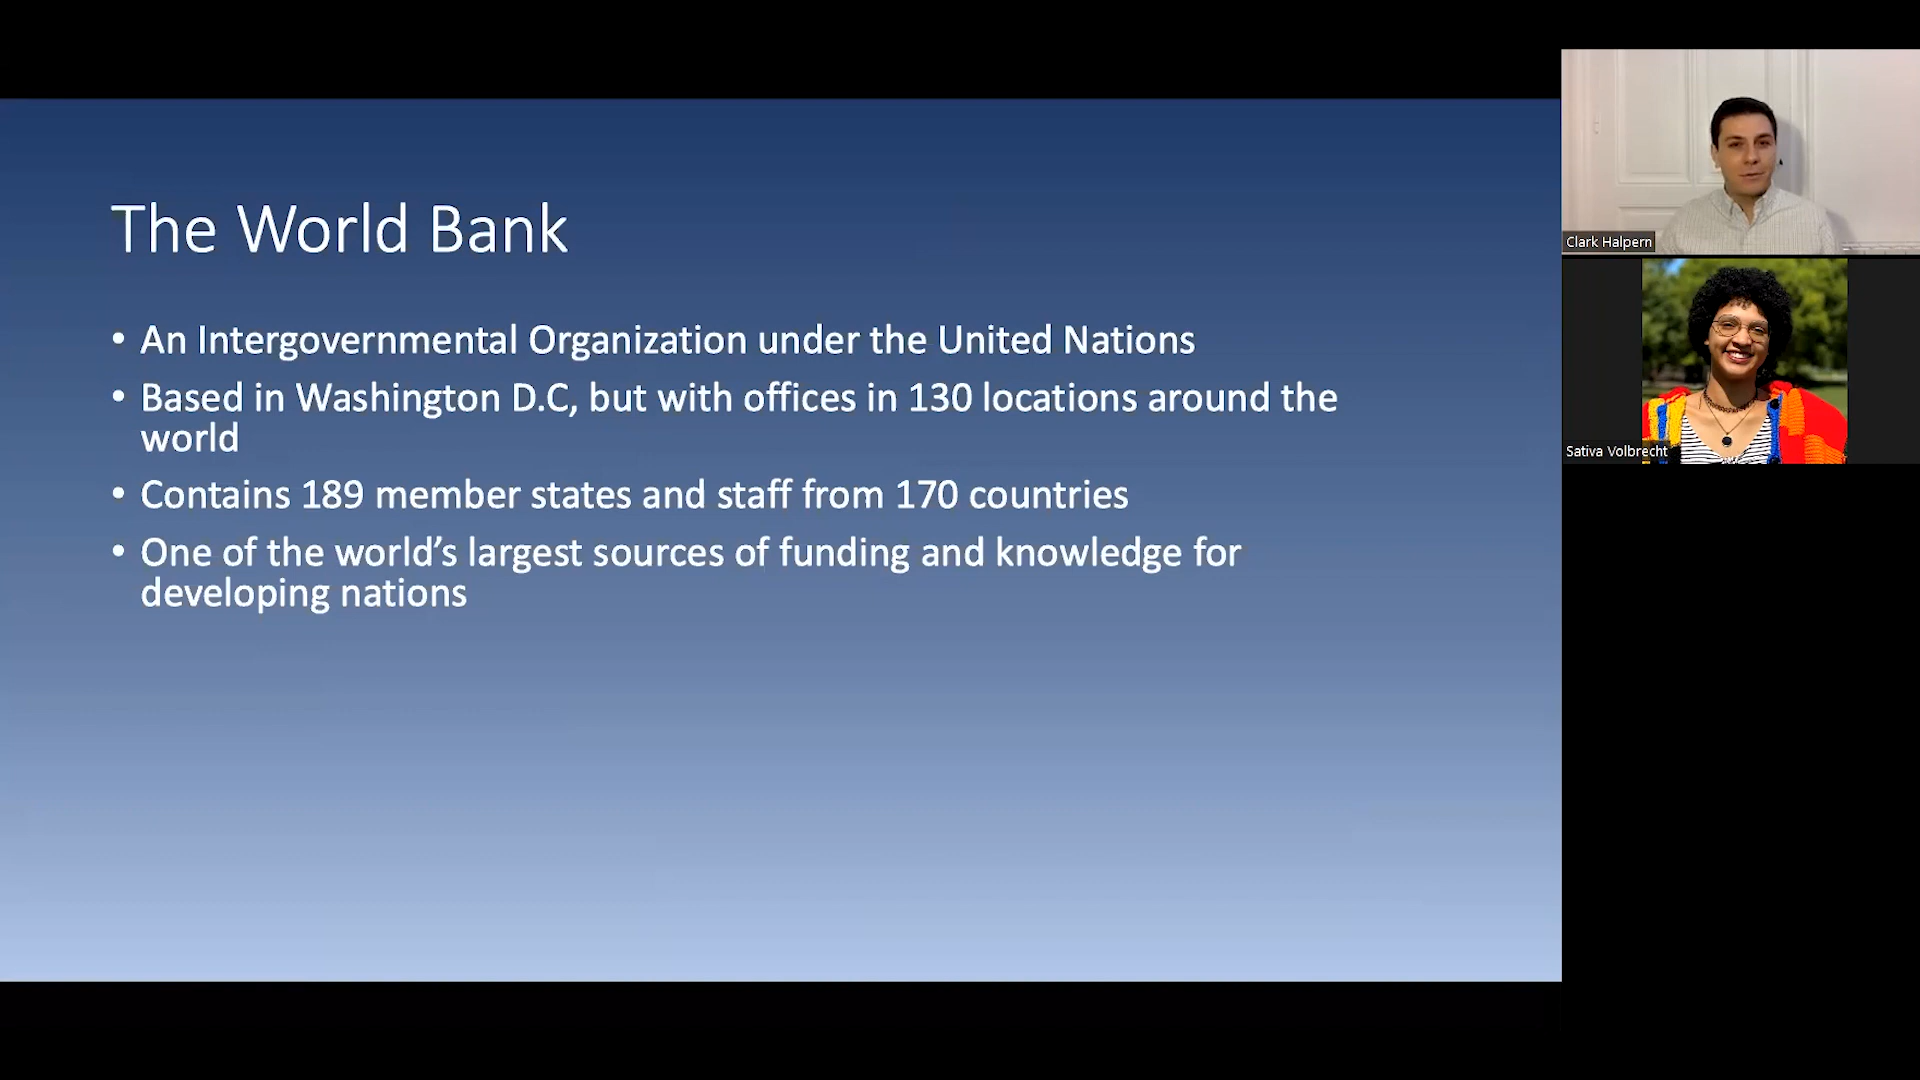 The World Bank
• An Intergovernmental Organization under the United Nations
• Based in Washington D.C, but with offices in 130 locations around the
world
• Contains 189 member states and staff from 170 countries
• One of the world’s largest sources of funding and knowledge for
developing nations
Clark Halpern
Sativa Volbrecht